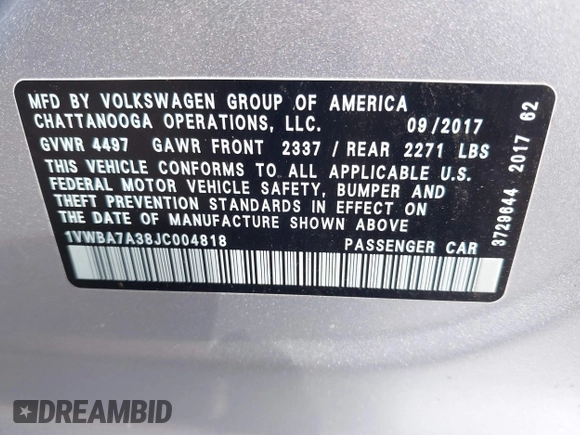 MFD BY VOLKSWAGEN GROUP OF AMERICA
CHATTANOOGA OPERATIONS, LLC. 09/2017
GVWR 4497 GAWR FRONT 2337 / REAR 2271 LBS
THIS VEHICLE CONFORMS TO ALL APPLICABLE U.S.
FEDERAL MOTOR VEHICLE SAFETY, BUMPER AND
THEFT PREVENTION STANDARDS IN EFFECT ON
THE DATE OF MANUFACTURE SHOWN ABOVE
1VWBA7A38JC004818 PASSENGER CAR
3729644 2017 62
DREAMBID